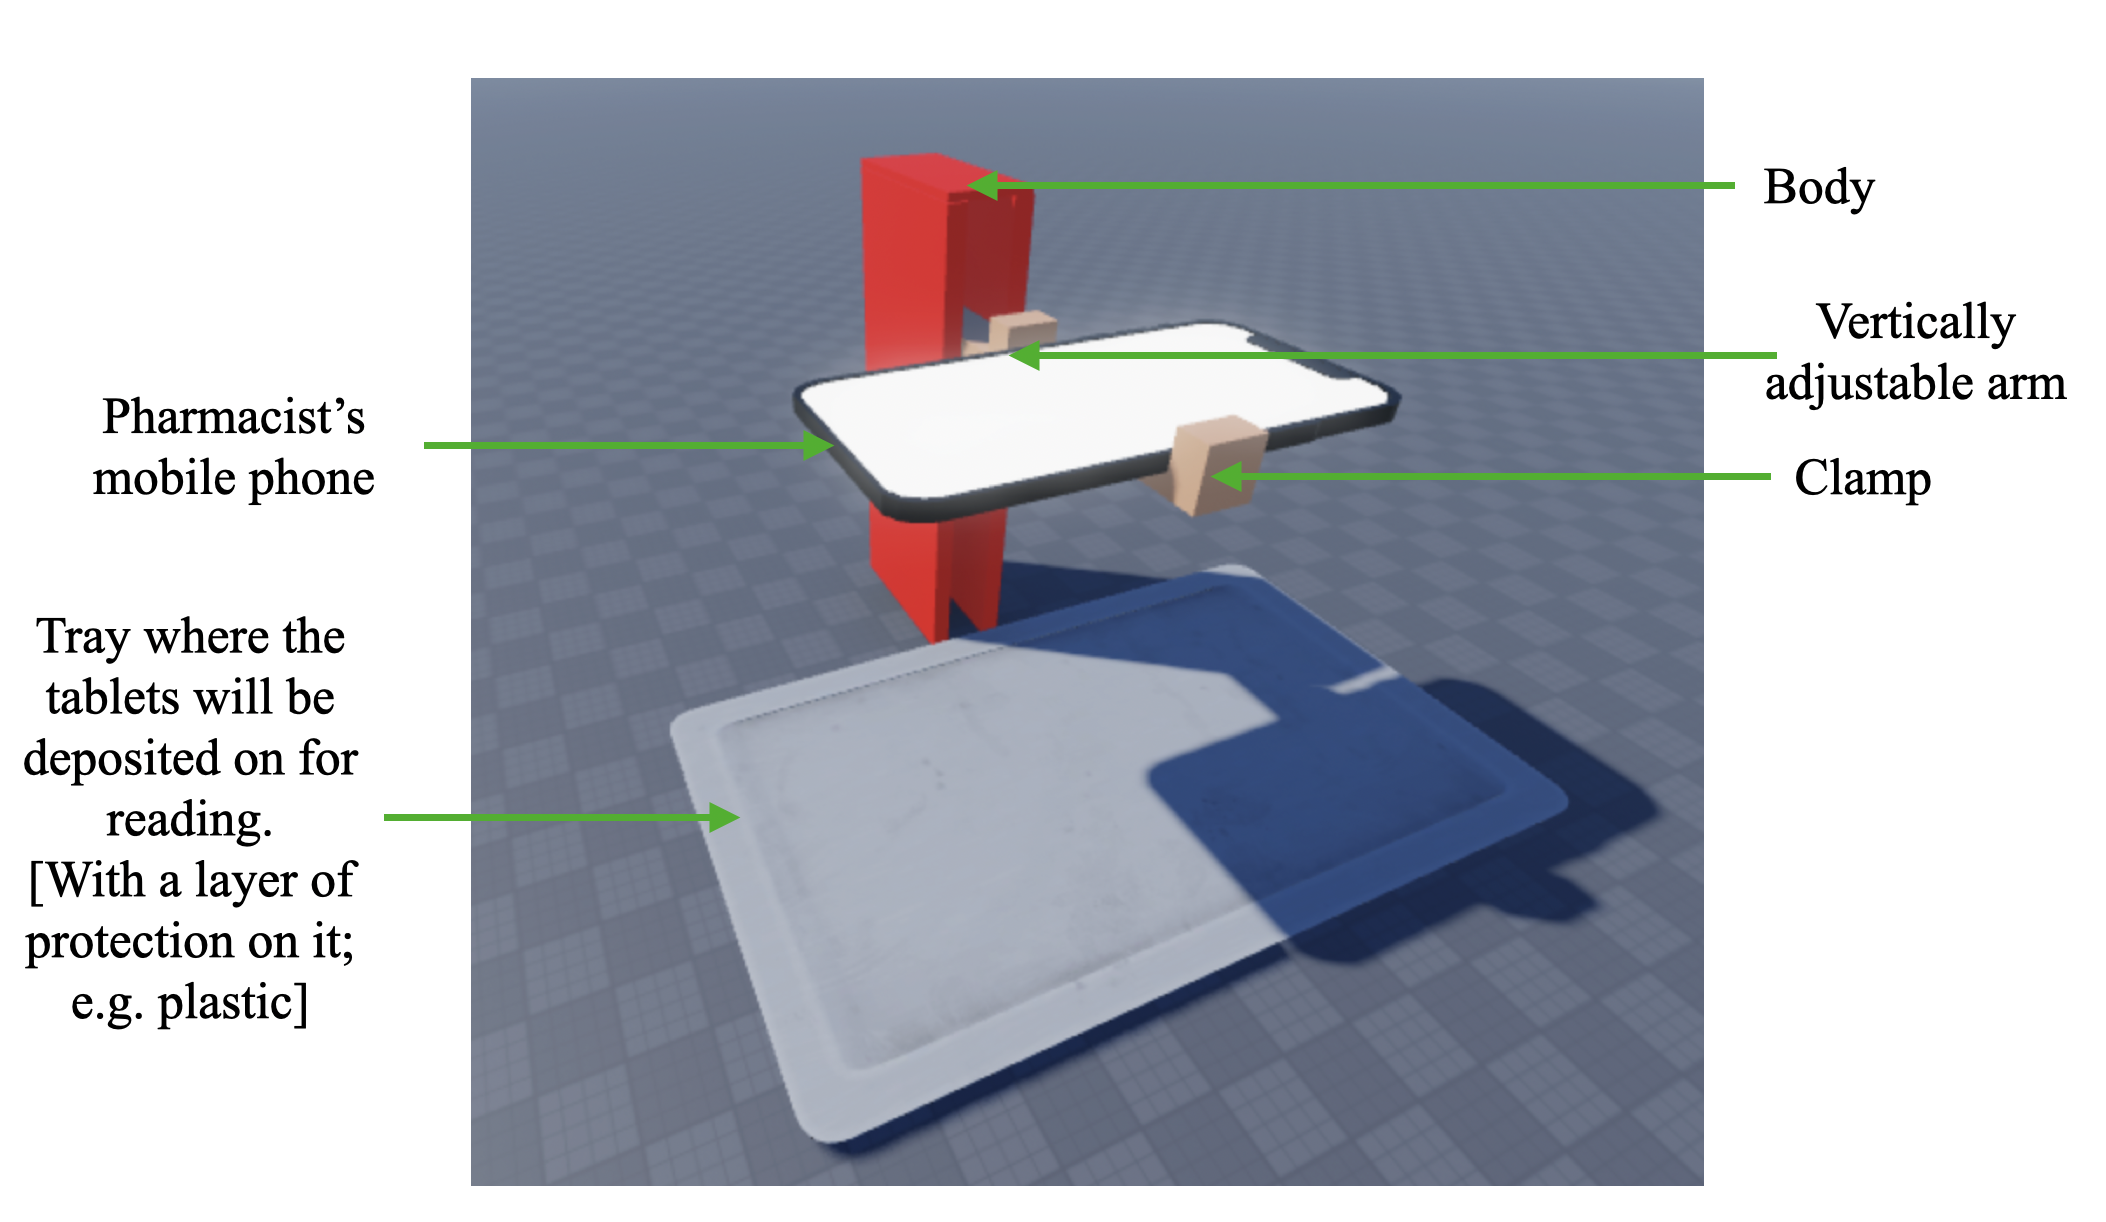 Body
Vertically
adjustable arm
Pharmacist’s
mobile phone
Clamp
Tray where the
tablets will be
deposited on for
reading.
[With a layer of
protection on it;
e.g. plastic]